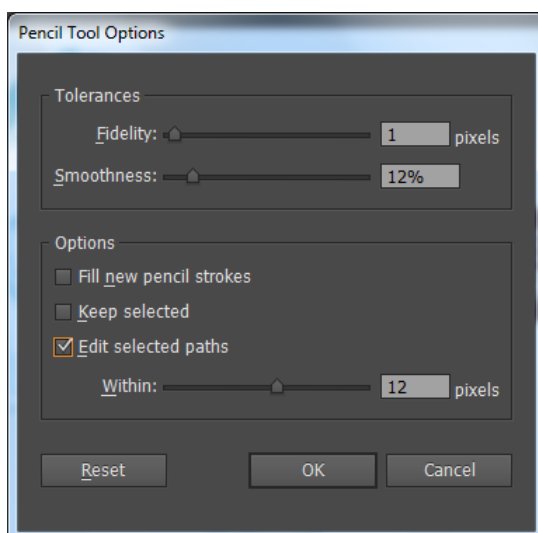 Pencil Tool Options
Tolerances
Fidelity: 1 pixels
Smoothness: 12%
Options
Fill new pencil strokes
Keep selected
Edit selected paths
Within: 12 pixels
Reset OK Cancel